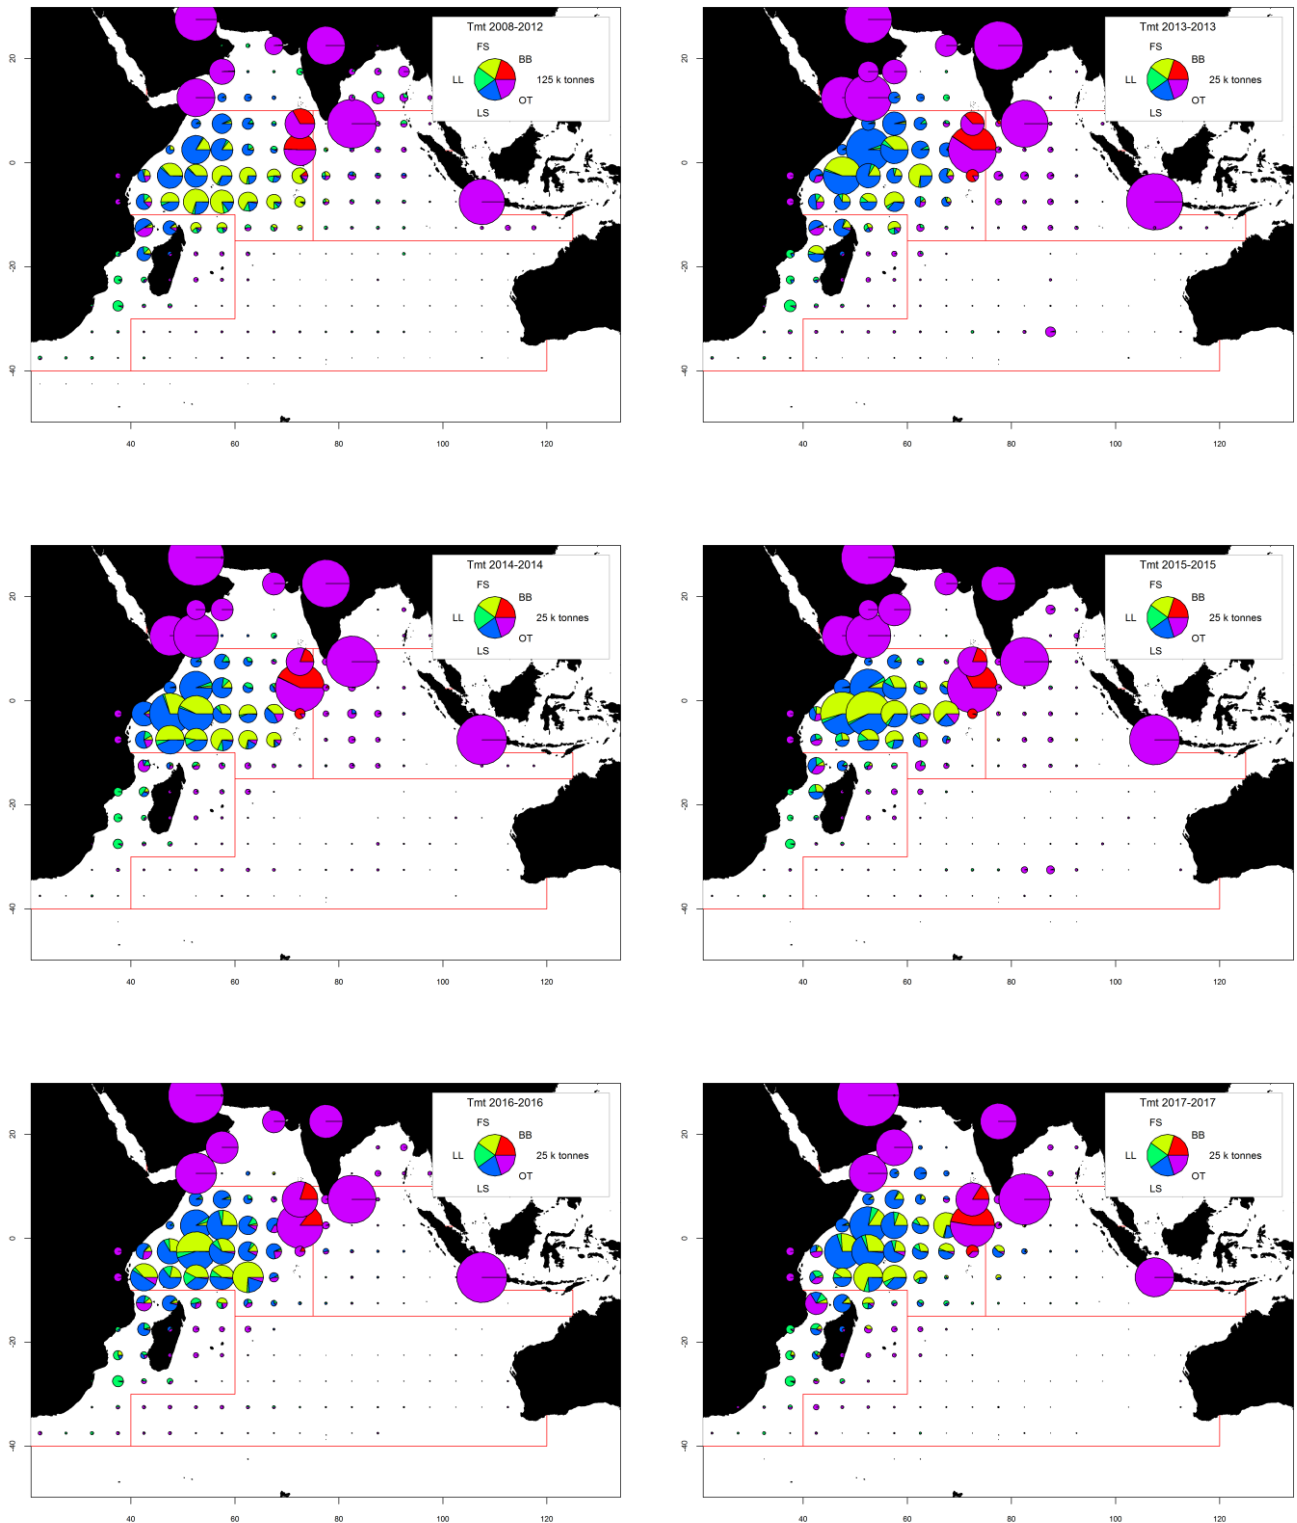 Tmt 2008-2012
FS
BB
LL
125 k tonnes
OT
LS
20
0
-20
-40
40
60
80
100
120
Tmt 2013-2013
FS
BB
LL
25 k tonnes
OT
LS
20
0
-20
-40
40
60
80
100
120
Tmt 2014-2014
FS
BB
LL
25 k tonnes
OT
LS
20
0
-20
-40
40
60
80
100
120
Tmt 2015-2015
FS
BB
LL
25 k tonnes
OT
LS
20
0
-20
-40
40
60
80
100
120
Tmt 2016-2016
FS
BB
LL
25 k tonnes
OT
LS
20
0
-20
-40
40
60
80
100
120
Tmt 2017-2017
FS
BB
LL
25 k tonnes
OT
LS
20
0
-20
-40
40
60
80
100
120